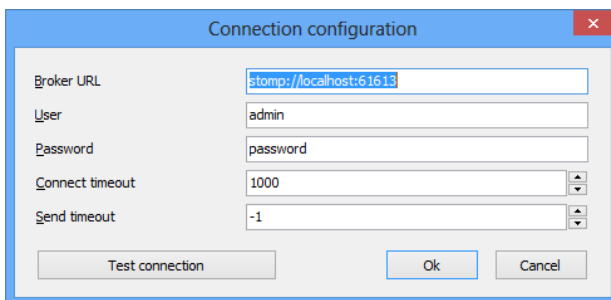 Connection configuration
Broker URL stomp://localhost:61613
User admin
Password password
Connect timeout 1000
Send timeout -1
Test connection Ok Cancel